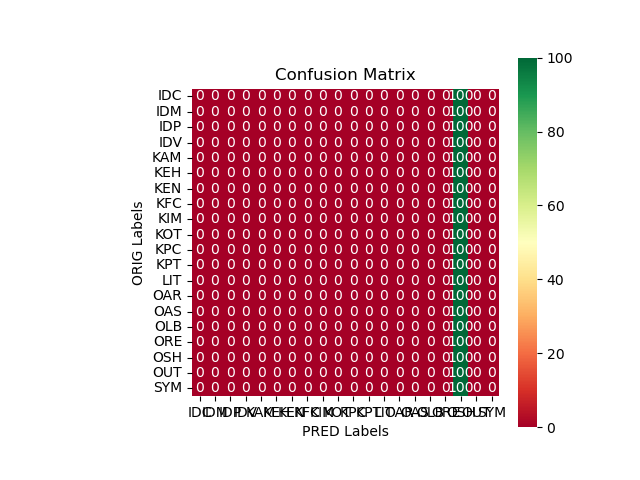 Confusion Matrix
IDC 0 0 0 0 0 0 0 0 0 0 0 0 0 0 0 0 0 100 0 0
IDM 0 0 0 0 0 0 0 0 0 0 0 0 0 0 0 0 0 100 0 0
IDP 0 0 0 0 0 0 0 0 0 0 0 0 0 0 0 0 0 100 0 0
IDV 0 0 0 0 0 0 0 0 0 0 0 0 0 0 0 0 0 100 0 0
KAM 0 0 0 0 0 0 0 0 0 0 0 0 0 0 0 0 0 100 0 0
KEH 0 0 0 0 0 0 0 0 0 0 0 0 0 0 0 0 0 100 0 0
KEN 0 0 0 0 0 0 0 0 0 0 0 0 0 0 0 0 0 100 0 0
KFC 0 0 0 0 0 0 0 0 0 0 0 0 0 0 0 0 0 100 0 0
KIM 0 0 0 0 0 0 0 0 0 0 0 0 0 0 0 0 0 100 0 0
KOT 0 0 0 0 0 0 0 0 0 0 0 0 0 0 0 0 0 100 0 0
KPC 0 0 0 0 0 0 0 0 0 0 0 0 0 0 0 0 0 100 0 0
KPT 0 0 0 0 0 0 0 0 0 0 0 0 0 0 0 0 0 100 0 0
LIT 0 0 0 0 0 0 0 0 0 0 0 0 0 0 0 0 0 100 0 0
OAR 0 0 0 0 0 0 0 0 0 0 0 0 0 0 0 0 0 100 0 0
OAS 0 0 0 0 0 0 0 0 0 0 0 0 0 0 0 0 0 100 0 0
OLB 0 0 0 0 0 0 0 0 0 0 0 0 0 0 0 0 0 100 0 0
ORE 0 0 0 0 0 0 0 0 0 0 0 0 0 0 0 0 0 100 0 0
OSH 0 0 0 0 0 0 0 0 0 0 0 0 0 0 0 0 0 100 0 0
OUT 0 0 0 0 0 0 0 0 0 0 0 0 0 0 0 0 0 100 0 0
SYM 0 0 0 0 0 0 0 0 0 0 0 0 0 0 0 0 0 100 0 0
IDC IDM IDP IDV KAM KEH KEN KFC KIM KOT KPC KPT LIT OAR OAS OLB ORE OSH OUT SYM
PRED Labels
ORIG Labels
100
80
60
40
20
0